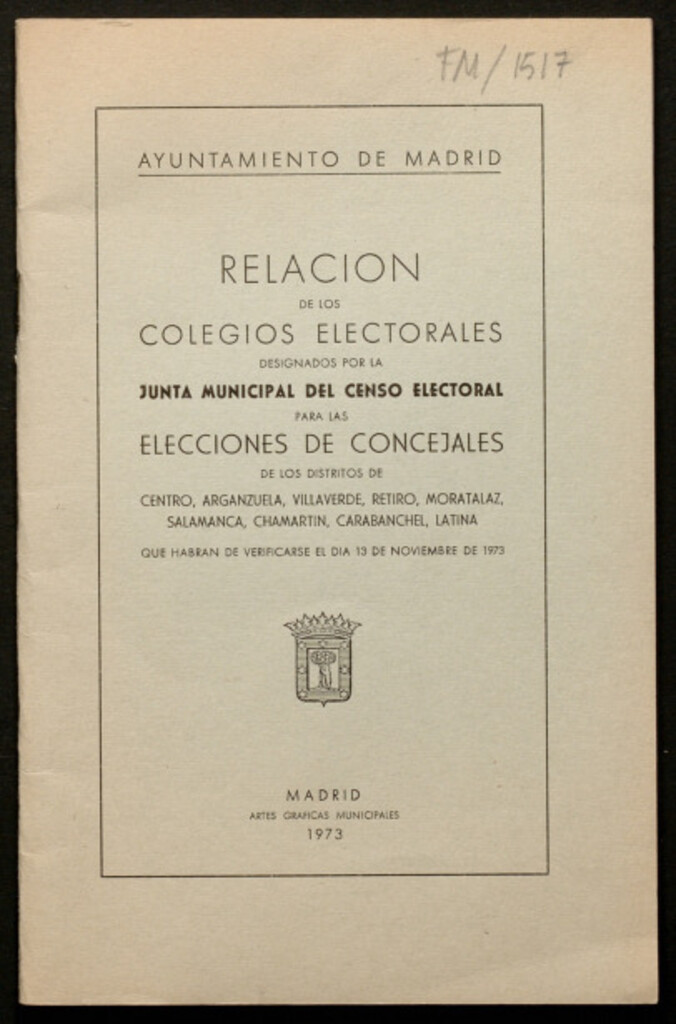 FM/1517
AYUNTAMIENTO DE MADRID
RELACION
DE LOS
COLEGIOS ELECTORALES
DESIGNADOS POR LA
JUNTA MUNICIPAL DEL CENSO ELECTORAL
PARA LAS
ELECCIONES DE CONCEJALES
DE LOS DISTRITOS DE
CENTRO, ARGANZUELA, VILLAVERDE, RETIRO, MORATALAZ,
SALAMANCA, CHAMARTIN, CARABANCHEL, LATINA
QUE HABRAN DE VERIFICARSE EL DIA 13 DE NOVIEMBRE DE 1973
MADRID
ARTES GRAFICAS MUNICIPALES
1973